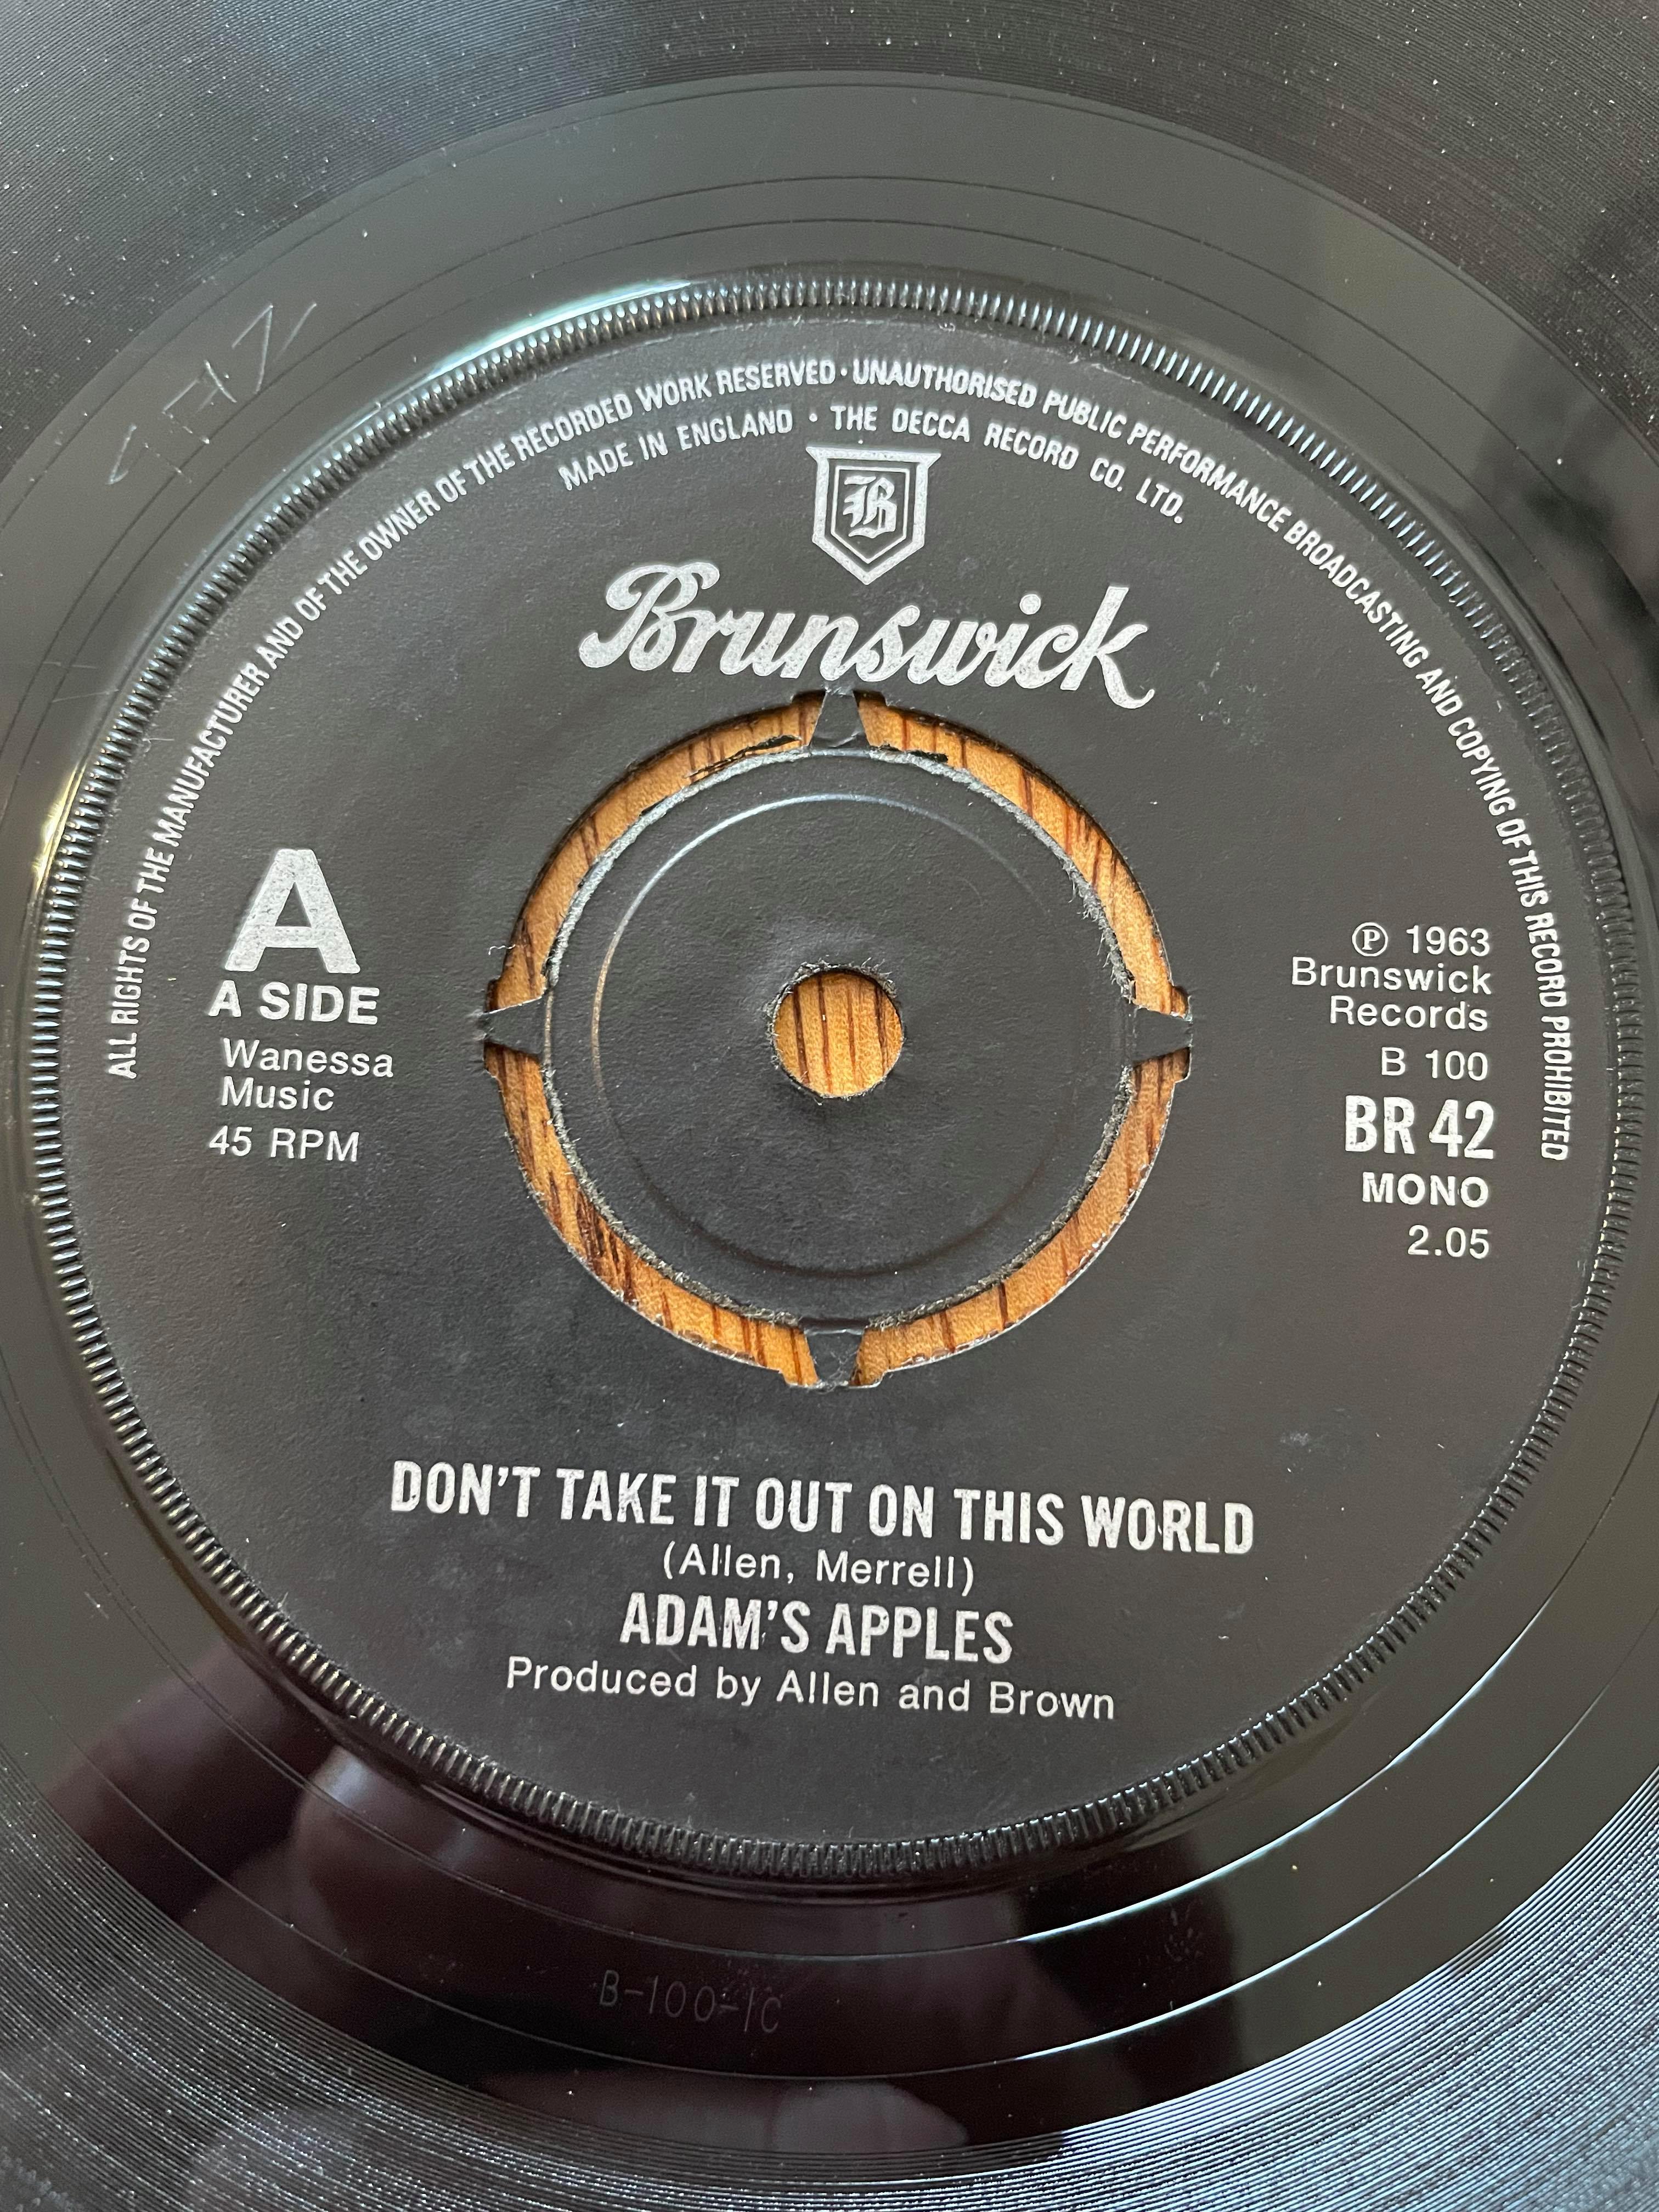 ALL RIGHTS OF THE MANUFACTURER AND OF THE OWNER OF THE RECORDED WORK RESERVED · UNAUTHORISED PUBLIC PERFORMANCE BROADCASTING AND COPYING OF THIS RECORD PROHIBITED
MADE IN ENGLAND · THE DECCA RECORD CO. LTD.
B
Brunswick
A
A SIDE
Wanessa
Music
45 RPM
℗ 1963
Brunswick
Records
B 100
BR 42
MONO
2.05
DON'T TAKE IT OUT ON THIS WORLD
(Allen, Merrell)
ADAM'S APPLES
Produced by Allen and Brown
B-100-1C